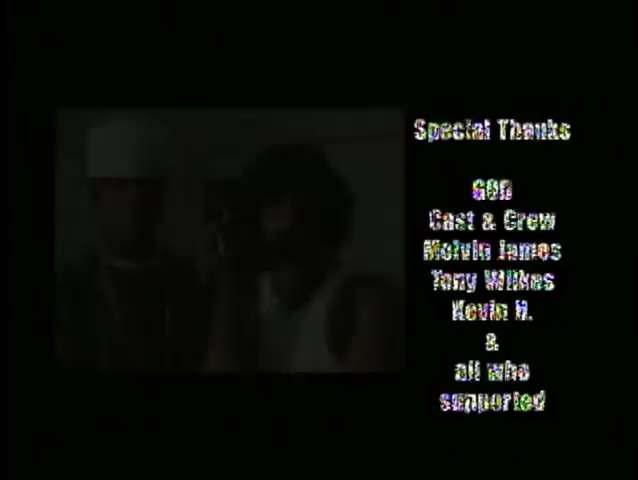 Special Thanks
GOD
Cast & Crew
Melvin James
Tony Wilkes
Kevin H.
&
all who
supported